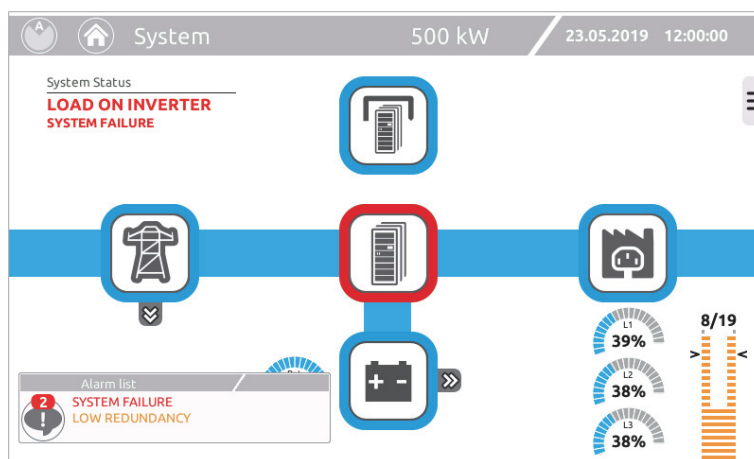 A
System
500 kW
23.05.2019 12:00:00
System Status
LOAD ON INVERTER
SYSTEM FAILURE
8/19
L1
39%
L2
38%
L3
38%
Alarm list
2
SYSTEM FAILURE
LOW REDUNDANCY